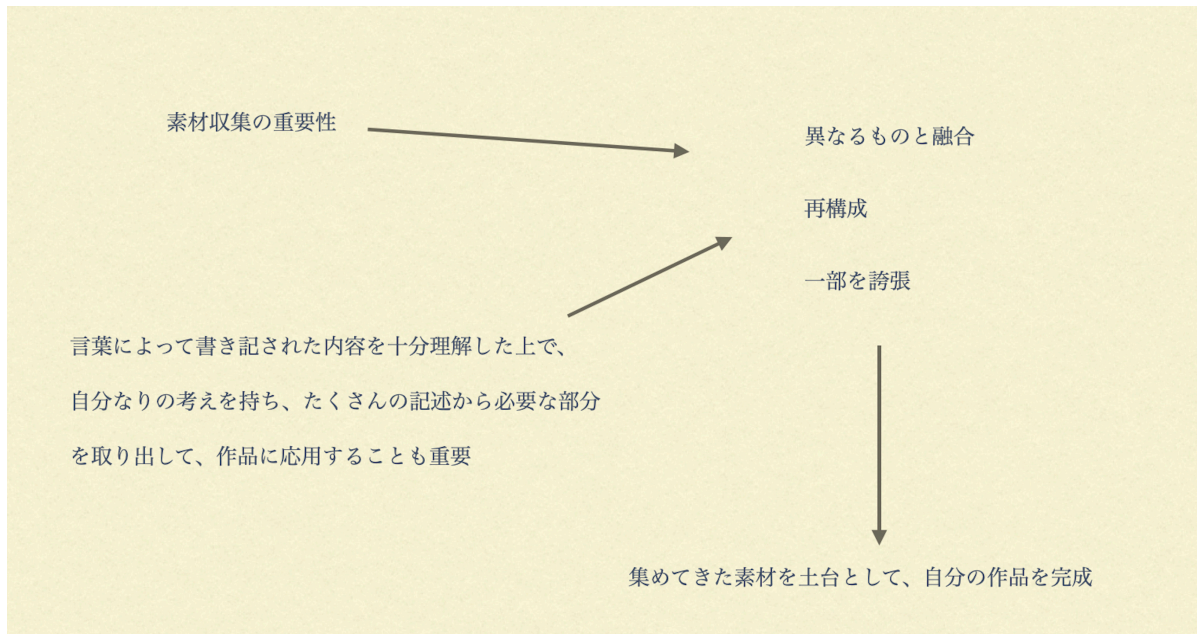 素材収集の重要性
異なるものと融合
再構成
一部を誇張
言葉によって書き記された内容を十分理解した上で、
自分なりの考えを持ち、たくさんの記述から必要な部分
を取り出して、作品に応用することも重要
集めてきた素材を土台として、自分の作品を完成